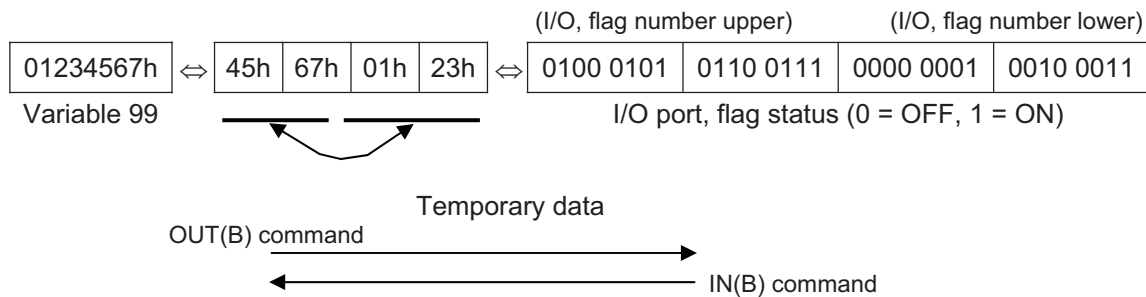 (I/O, flag number upper) (I/O, flag number lower)
01234567h ⇔ 45h 67h 01h 23h ⇔ 0100 0101 0110 0111 0000 0001 0010 0011
Variable 99 I/O port, flag status (0 = OFF, 1 = ON)
Temporary data
OUT(B) command
IN(B) command